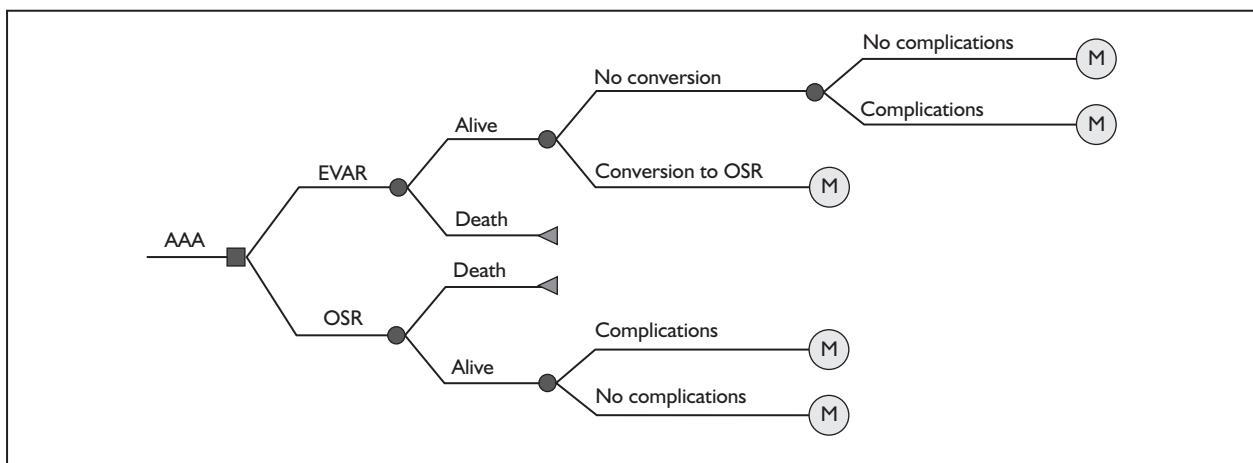 No complications
M
No conversion
Complications
M
Alive
Conversion to OSR
M
EVAR
Death
AAA
Death
OSR
Complications
M
Alive
No complications
M